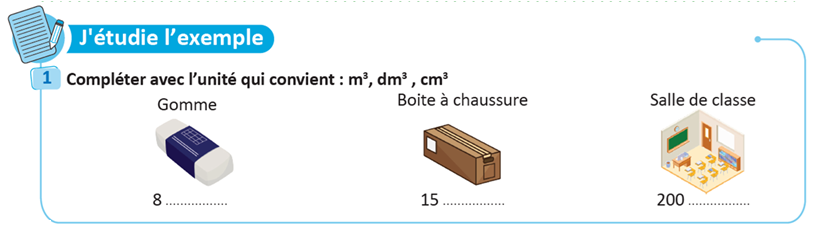 J'étudie l'exemple
1 Compléter avec l'unité qui convient : m³, dm³ , cm³
Gomme Boite à chaussure Salle de classe
8 ................. 15 ................. 200 .................